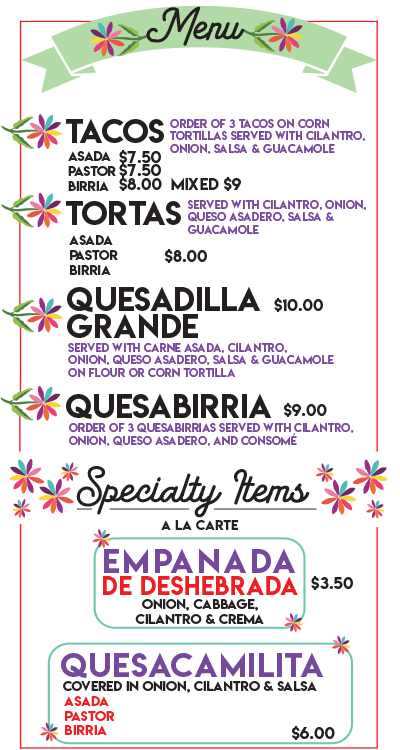 Menu
TACOS
ORDER OF 3 TACOS ON CORN
TORTILLAS SERVED WITH CILANTRO,
ONION, SALSA & GUACAMOLE
ASADA $7.50
PASTOR $7.50
BIRRIA $8.00 MIXED $9
TORTAS
SERVED WITH CILANTRO, ONION,
QUESO ASADERO, SALSA &
GUACAMOLE
ASADA
PASTOR $8.00
BIRRIA
QUESADILLA $10.00
GRANDE
SERVED WITH CARNE ASADA, CILANTRO,
ONION, QUESO ASADERO, SALSA & GUACAMOLE
ON FLOUR OR CORN TORTILLA
QUESABIRRIA $9.00
ORDER OF 3 QUESABIRRIAS SERVED WITH CILANTRO,
ONION, QUESO ASADERO, AND CONSOMÉ
Specialty Items
A LA CARTE
EMPANADA
DE DESHEBRADA $3.50
ONION, CABBAGE,
CILANTRO & CREMA
QUESACAMILITA
COVERED IN ONION, CILANTRO & SALSA
ASADA
PASTOR
BIRRIA $6.00